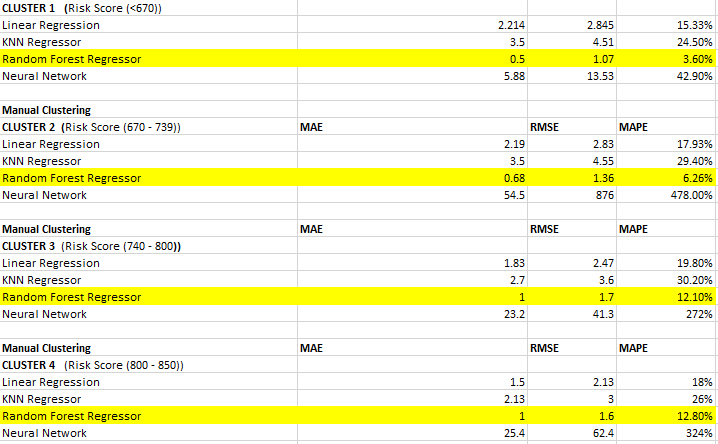 CLUSTER 1 (Risk Score (<670))
Linear Regression 2.214 2.845 15.33%
KNN Regressor 3.5 4.51 24.50%
Random Forest Regressor 0.5 1.07 3.60%
Neural Network 5.88 13.53 42.90%
Manual Clustering
CLUSTER 2 (Risk Score (670 - 739)) MAE RMSE MAPE
Linear Regression 2.19 2.83 17.93%
KNN Regressor 3.5 4.55 29.40%
Random Forest Regressor 0.68 1.36 6.26%
Neural Network 54.5 876 478.00%
Manual Clustering MAE RMSE MAPE
CLUSTER 3 (Risk Score (740 - 800))
Linear Regression 1.83 2.47 19.80%
KNN Regressor 2.7 3.6 30.20%
Random Forest Regressor 1 1.7 12.10%
Neural Network 23.2 41.3 272%
Manual Clustering MAE RMSE MAPE
CLUSTER 4 (Risk Score (800 - 850))
Linear Regression 1.5 2.13 18%
KNN Regressor 2.13 3 26%
Random Forest Regressor 1 1.6 12.80%
Neural Network 25.4 62.4 324%